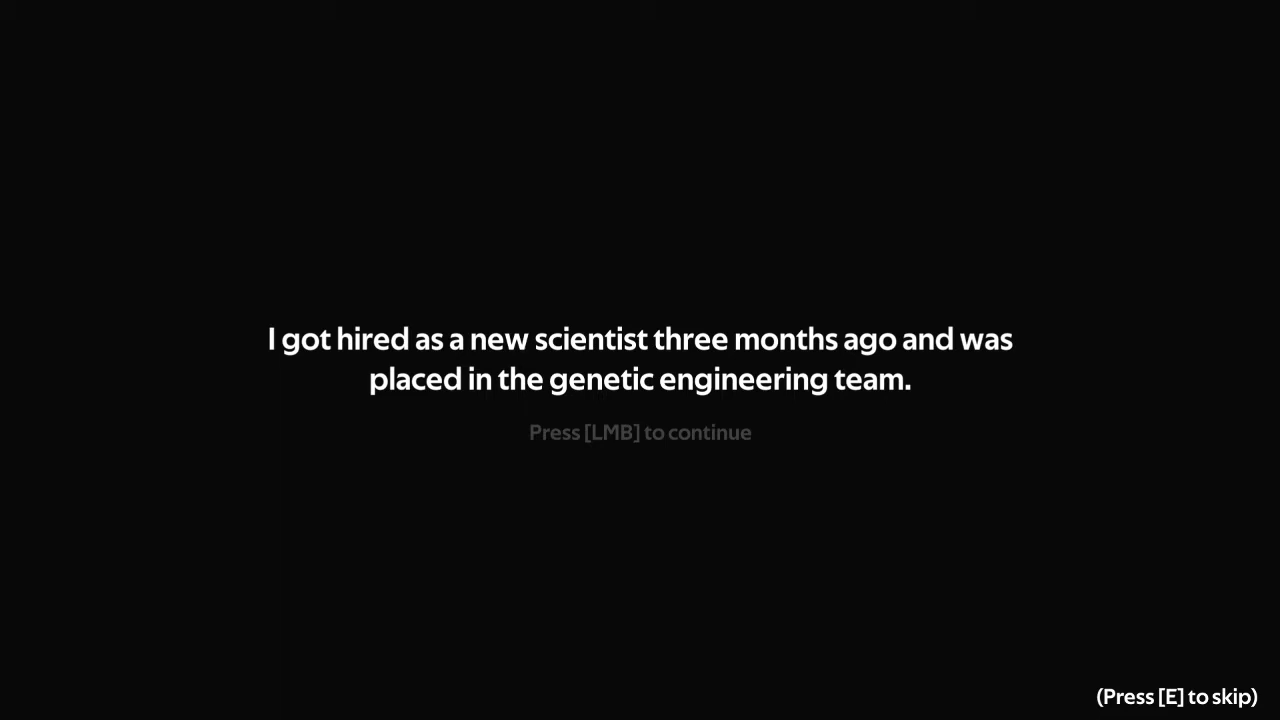 I got hired as a new scientist three months ago and was
placed in the genetic engineering team.
Press [LMB] to continue
(Press [E] to skip)